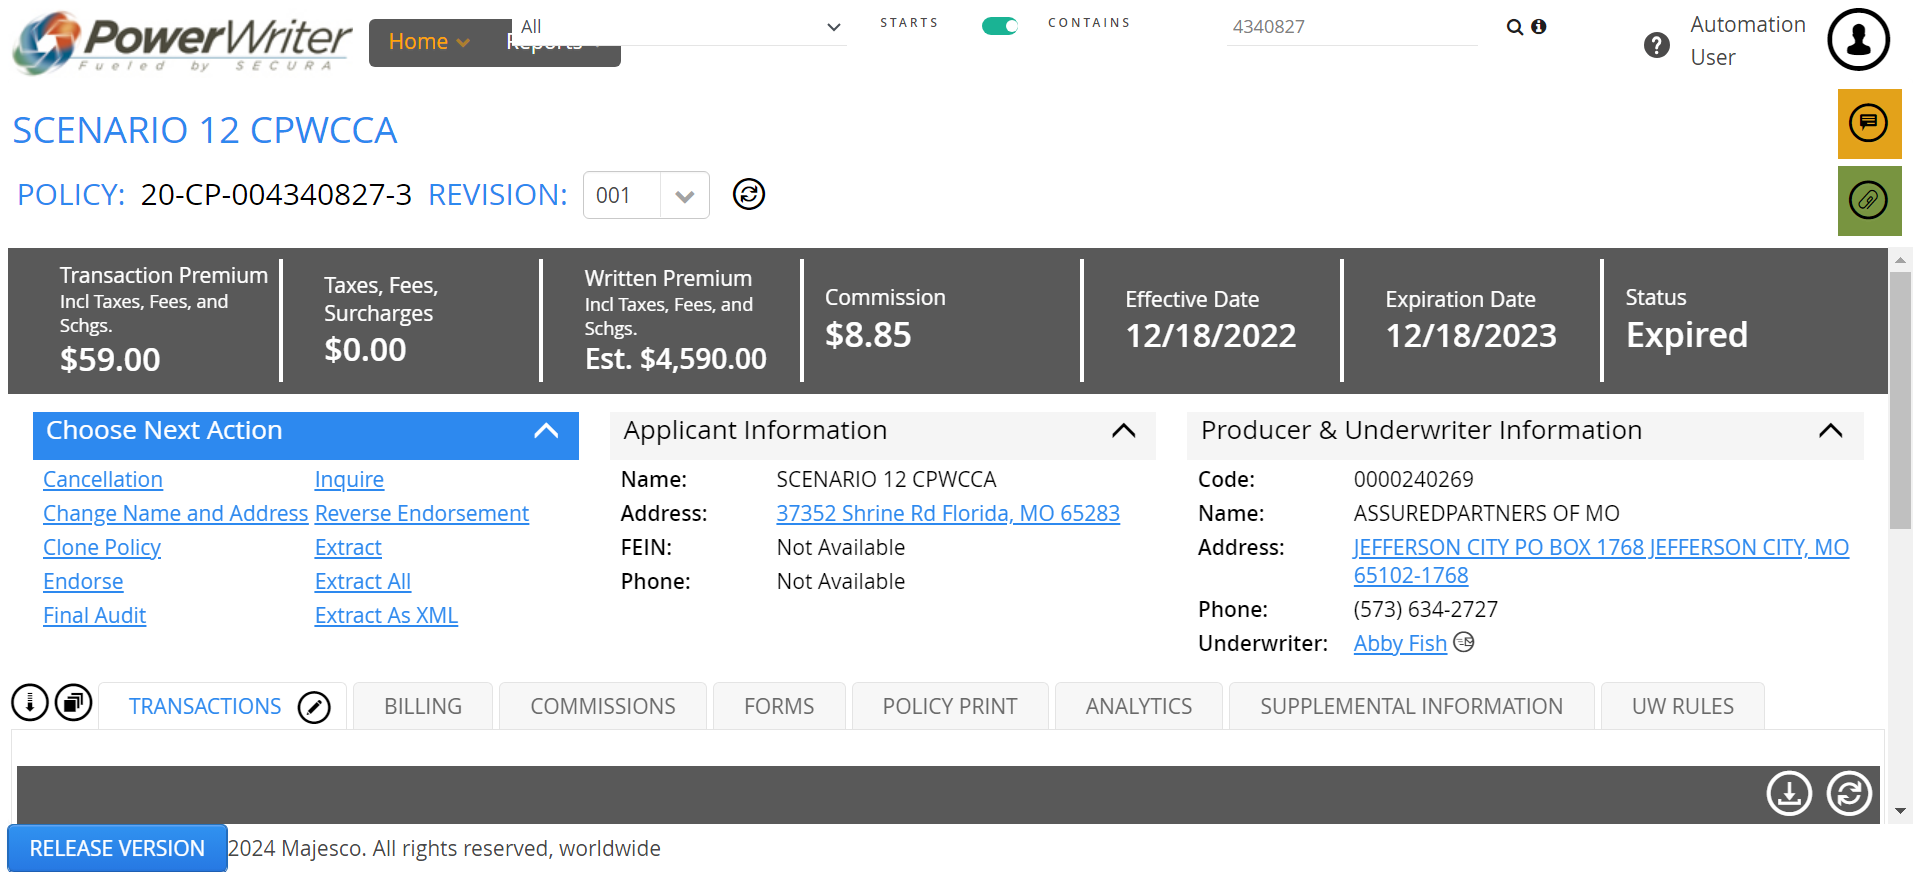 PowerWriter
Fueled by SECURA
Home
Reports
All
STARTS
CONTAINS
4340827
Automation
User
SCENARIO 12 CPWCCA
POLICY: 20-CP-004340827-3 REVISION: 001
Transaction Premium
Incl Taxes, Fees, and
Schgs.
$59.00
Taxes, Fees,
Surcharges
$0.00
Written Premium
Incl Taxes, Fees, and
Schgs.
Est. $4,590.00
Commission
$8.85
Effective Date
12/18/2022
Expiration Date
12/18/2023
Status
Expired
Choose Next Action
Cancellation
Inquire
Change Name and Address
Reverse Endorsement
Clone Policy
Extract
Endorse
Extract All
Final Audit
Extract As XML
Applicant Information
Name: SCENARIO 12 CPWCCA
Address: 37352 Shrine Rd Florida, MO 65283
FEIN: Not Available
Phone: Not Available
Producer & Underwriter Information
Code: 0000240269
Name: ASSUREDPARTNERS OF MO
Address: JEFFERSON CITY PO BOX 1768 JEFFERSON CITY, MO
65102-1768
Phone: (573) 634-2727
Underwriter: Abby Fish
TRANSACTIONS
BILLING
COMMISSIONS
FORMS
POLICY PRINT
ANALYTICS
SUPPLEMENTAL INFORMATION
UW RULES
RELEASE VERSION
2024 Majesco. All rights reserved, worldwide